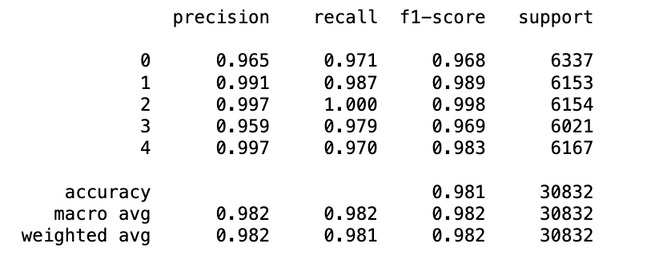 precision recall f1-score support
0 0.965 0.971 0.968 6337
1 0.991 0.987 0.989 6153
2 0.997 1.000 0.998 6154
3 0.959 0.979 0.969 6021
4 0.997 0.970 0.983 6167
accuracy 0.981 30832
macro avg 0.982 0.982 0.982 30832
weighted avg 0.982 0.981 0.982 30832